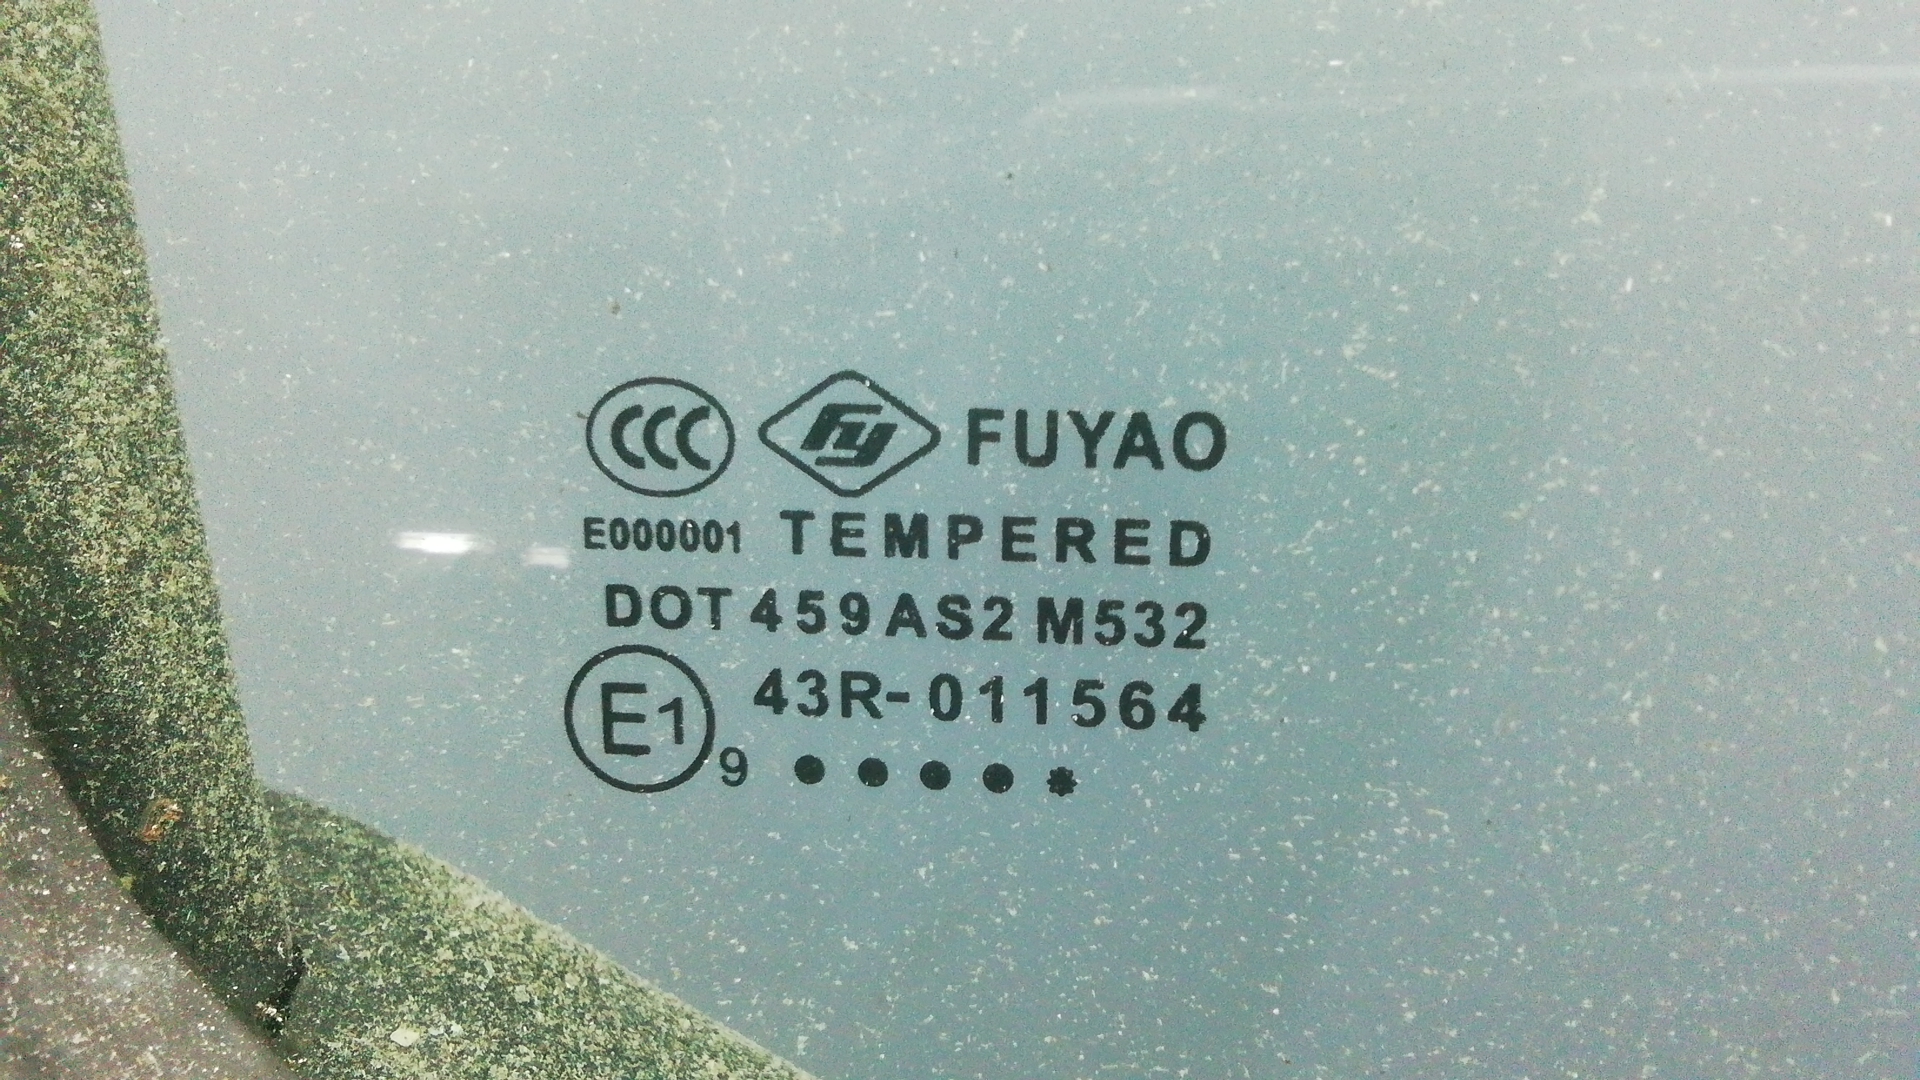 CCC fy FUYAO
E000001 TEMPERED
DOT 459 AS2 M532
E1 43R-011564
9 ● ● ● ● *